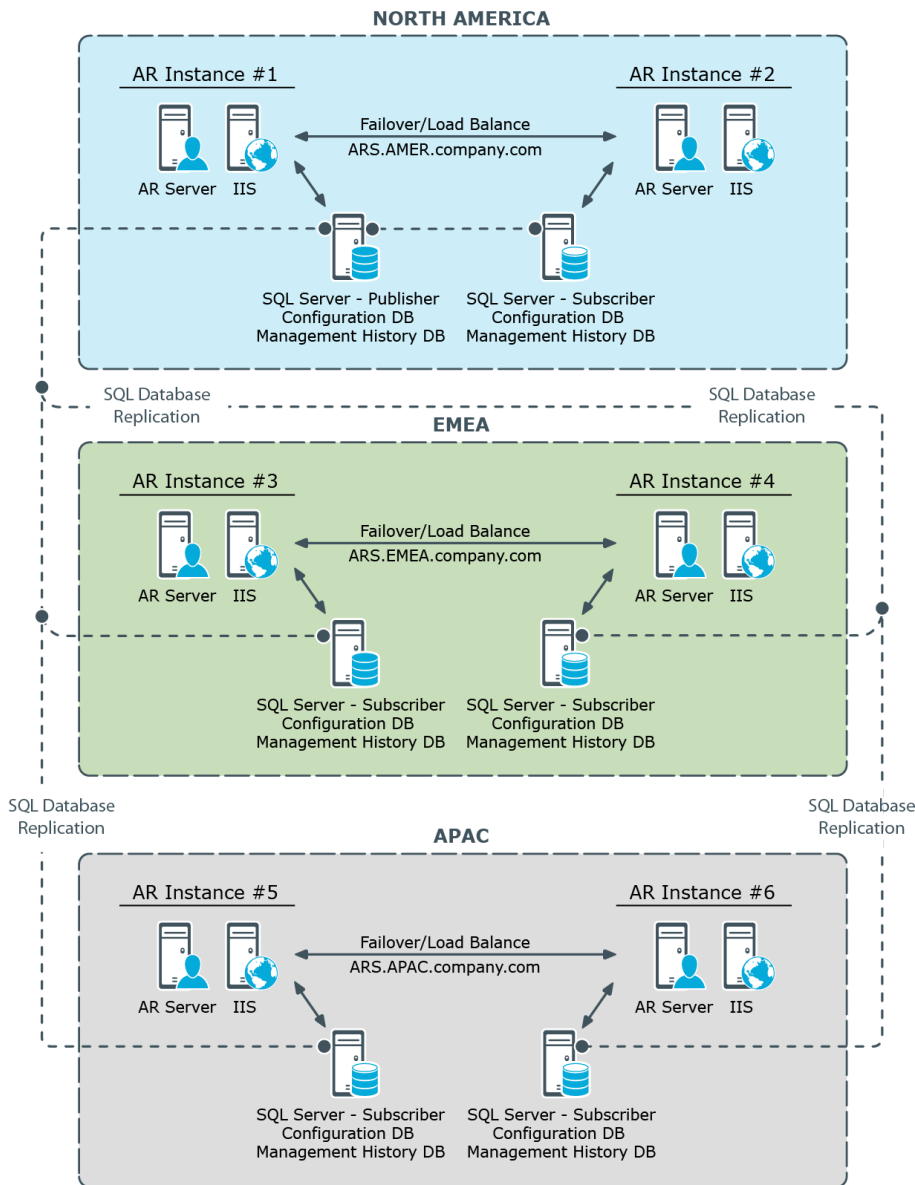 NORTH AMERICA
AR Instance #1
AR Instance #2
Failover/Load Balance
ARS.AMER.company.com
AR Server
IIS
AR Server
IIS
SQL Server - Publisher
Configuration DB
Management History DB
SQL Server - Subscriber
Configuration DB
Management History DB
SQL Database
Replication
SQL Database
Replication
EMEA
AR Instance #3
AR Instance #4
Failover/Load Balance
ARS.EMEA.company.com
AR Server
IIS
AR Server
IIS
SQL Server - Subscriber
Configuration DB
Management History DB
SQL Server - Subscriber
Configuration DB
Management History DB
SQL Database
Replication
SQL Database
Replication
APAC
AR Instance #5
AR Instance #6
Failover/Load Balance
ARS.APAC.company.com
AR Server
IIS
AR Server
IIS
SQL Server - Subscriber
Configuration DB
Management History DB
SQL Server - Subscriber
Configuration DB
Management History DB